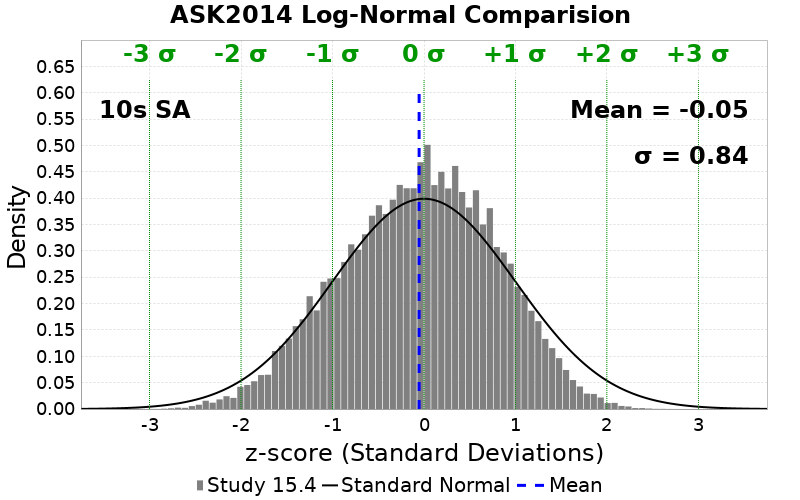 ASK2014 Log-Normal Comparision
-3 σ -2 σ -1 σ 0 σ +1 σ +2 σ +3 σ
10s SA
Mean = -0.05
σ = 0.84
Density
0.65
0.60
0.55
0.50
0.45
0.40
0.35
0.30
0.25
0.20
0.15
0.10
0.05
0.00
-3 -2 -1 0 1 2 3
z-score (Standard Deviations)
Study 15.4 Standard Normal Mean